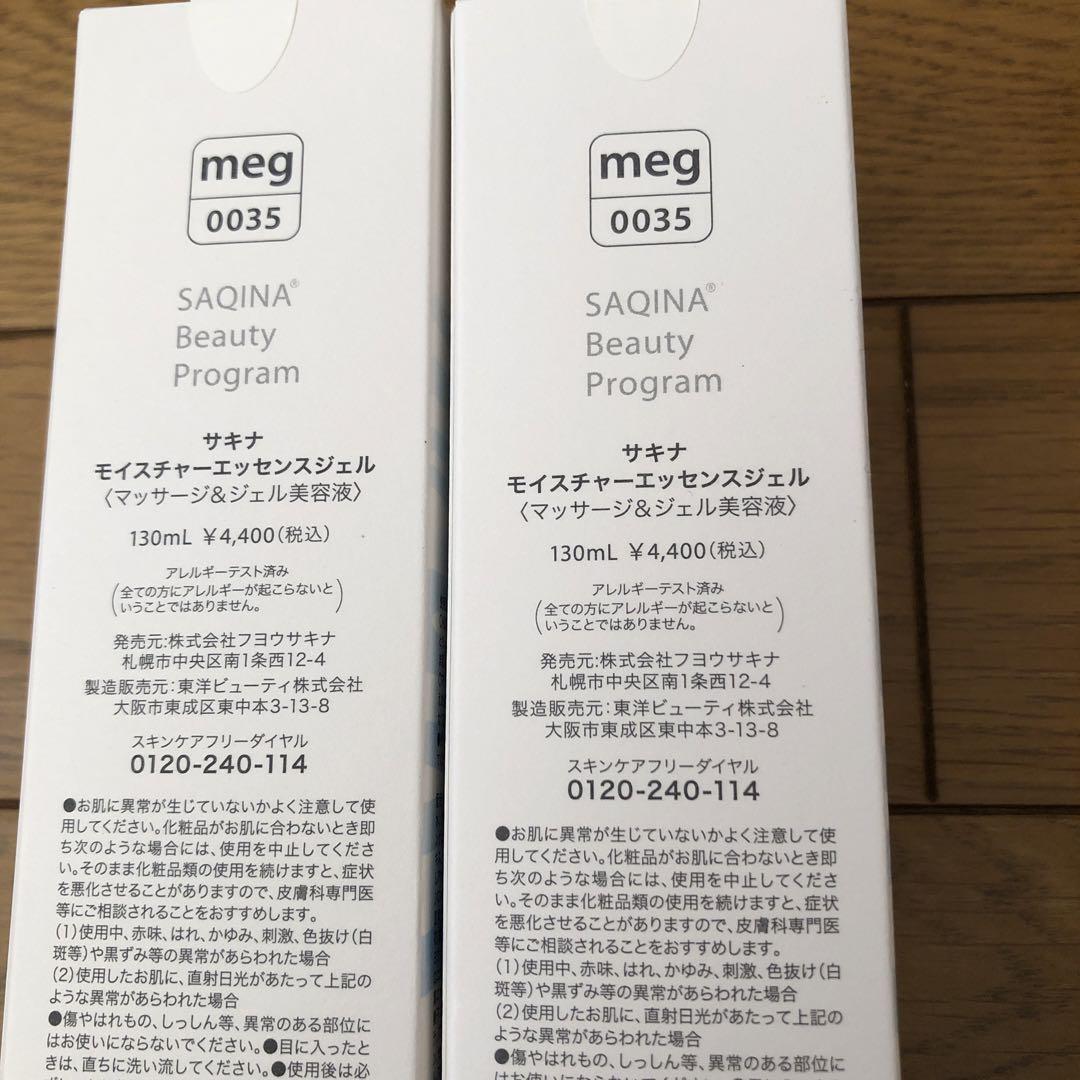 meg
0035
SAQINA®
Beauty
Program
サキナ
モイスチャーエッセンスジェル
〈マッサージ&ジェル美容液〉
130mL ￥4,400(税込)
アレルギーテスト済み
(全ての方にアレルギーが起こらないと
いうことではありません。)
発売元:株式会社フヨウサキナ
札幌市中央区南1条西12-4
製造販売元:東洋ビューティ株式会社
大阪市東成区東中本3-13-8
スキンケアフリーダイヤル
0120-240-114
●お肌に異常が生じていないかよく注意して使
用してください。化粧品がお肌に合わないとき即
ち次のような場合には、使用を中止してくださ
い。そのまま化粧品類の使用を続けますと、症状
を悪化させることがありますので、皮膚科専門医
等にご相談されることをおすすめします。
(1)使用中、赤味、はれ、かゆみ、刺激、色抜け(白
斑等)や黒ずみ等の異常があらわれた場合
(2)使用したお肌に、直射日光があたって上記の
ような異常があらわれた場合
●傷やはれもの、しっしん等、異常のある部位に
はお使いにならないでください。●目に入ったと
きは、直ちに洗い流してください。●使用後は必
meg
0035
SAQINA®
Beauty
Program
サキナ
モイスチャーエッセンスジェル
〈マッサージ&ジェル美容液〉
130mL ￥4,400(税込)
アレルギーテスト済み
(全ての方にアレルギーが起こらないと
いうことではありません。)
発売元:株式会社フヨウサキナ
札幌市中央区南1条西12-4
製造販売元:東洋ビューティ株式会社
大阪市東成区東中本3-13-8
スキンケアフリーダイヤル
0120-240-114
●お肌に異常が生じていないかよく注意して使
用してください。化粧品がお肌に合わないとき即
ち次のような場合には、使用を中止してくださ
い。そのまま化粧品類の使用を続けますと、症状
を悪化させることがありますので、皮膚科専門医
等にご相談されることをおすすめします。
(1)使用中、赤味、はれ、かゆみ、刺激、色抜け(白
斑等)や黒ずみ等の異常があらわれた場合
(2)使用したお肌に、直射日光があたって上記の
ような異常があらわれた場合
●傷やはれもの、しっしん等、異常のある部位に